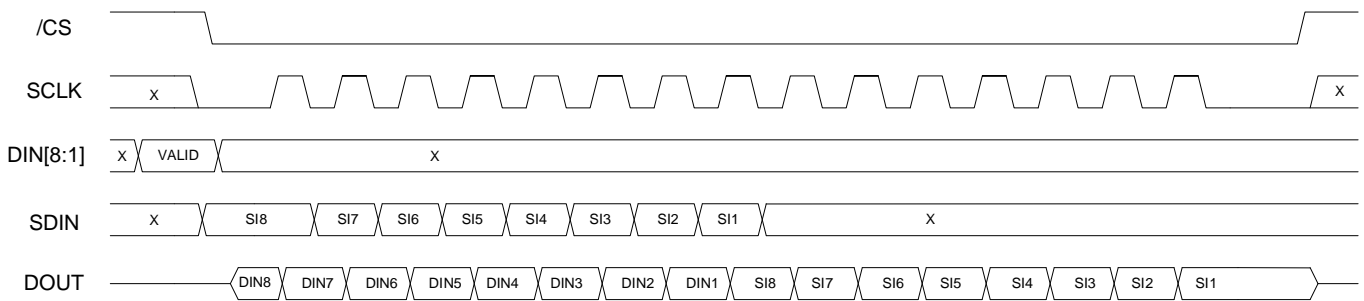 /CS
SCLK X X
DIN[8:1] X VALID X
SDIN X SI8 SI7 SI6 SI5 SI4 SI3 SI2 SI1 X
DOUT DIN8 DIN7 DIN6 DIN5 DIN4 DIN3 DIN2 DIN1 SI8 SI7 SI6 SI5 SI4 SI3 SI2 SI1